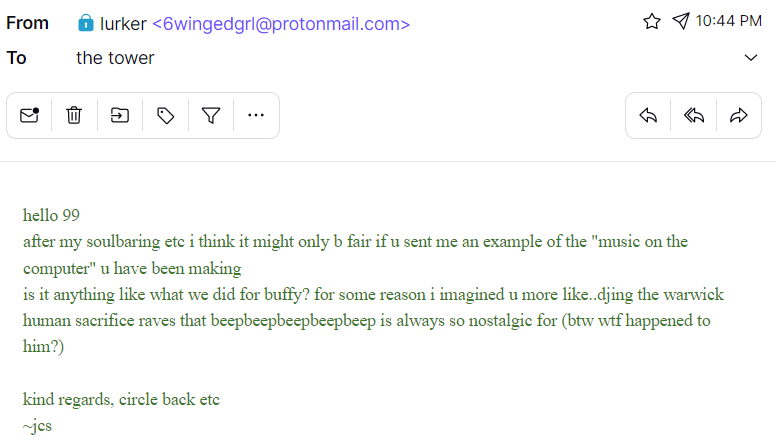 From lurker <6wingedgrl@protonmail.com> 10:44 PM
To the tower
hello 99
after my soulbaring etc i think it might only b fair if u sent me an example of the "music on the
computer" u have been making
is it anything like what we did for buffy? for some reason i imagined u more like..djing the warwick
human sacrifice raves that beepbeepbeepbeepbeep is always so nostalgic for (btw wtf happened to
him?)
kind regards, circle back etc
~jcs